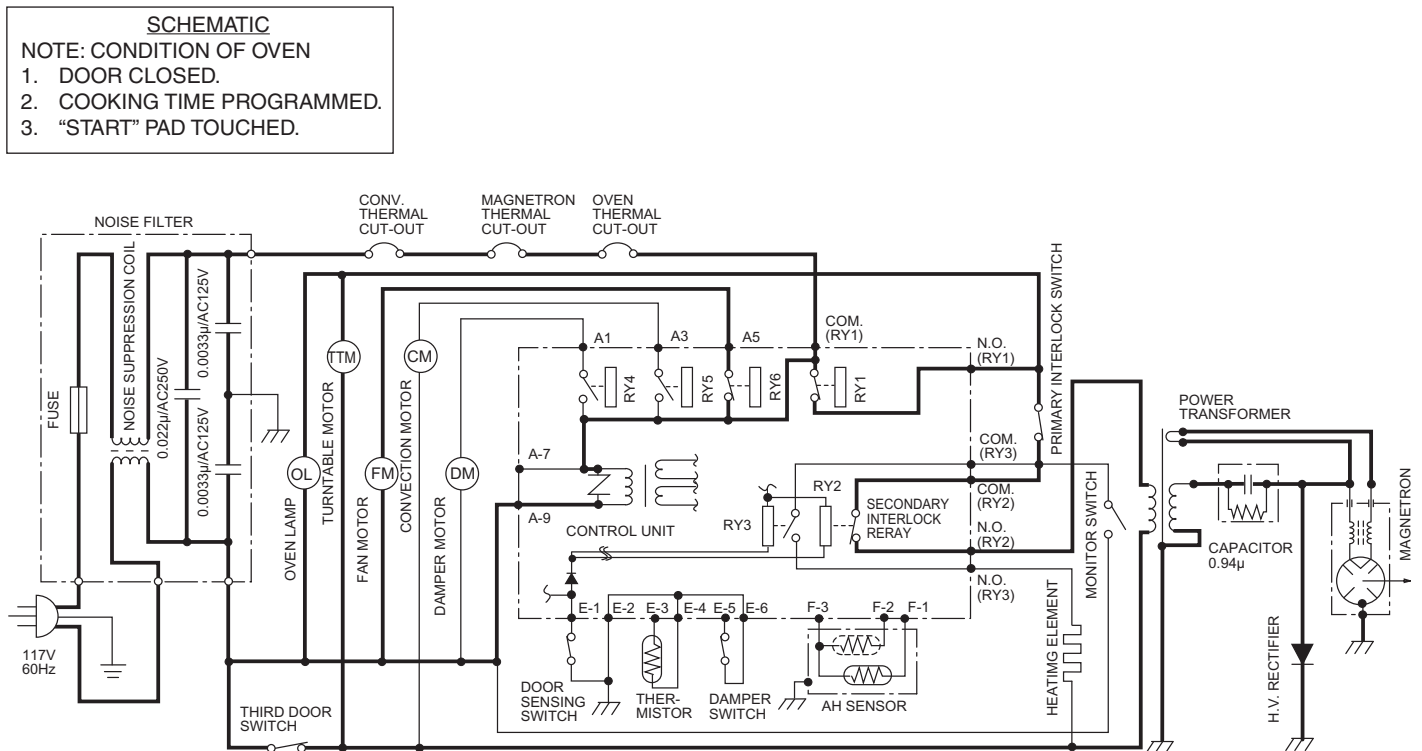 SCHEMATIC
NOTE: CONDITION OF OVEN
1. DOOR CLOSED.
2. COOKING TIME PROGRAMMED.
3. “START” PAD TOUCHED.
NOISE FILTER
CONV.
THERMAL
CUT-OUT
MAGNETRON
THERMAL
CUT-OUT
OVEN
THERMAL
CUT-OUT
FUSE
NOISE SUPPRESSION COIL
0.022µ/AC250V
0.0033µ/AC125V
0.0033µ/AC125V
117V
60Hz
OL
OVEN LAMP
TTM
TURNTABLE MOTOR
FM
FAN MOTOR
CM
CONVECTION MOTOR
DM
DAMPER MOTOR
A1
A3
A5
COM.
(RY1)
RY4
RY5
RY6
RY1
N.O.
(RY1)
PRIMARY INTERLOCK SWITCH
A-7
A-9
CONTROL UNIT
COM.
(RY3)
COM.
(RY2)
N.O.
(RY2)
N.O.
(RY3)
RY3
RY2
SECONDARY
INTERLOCK
RERAY
MONITOR SWITCH
POWER
TRANSFORMER
CAPACITOR
0.94µ
MAGNETRON
H.V. RECTIFIER
E-1
E-2
E-3
E-4
E-5
E-6
F-3
F-2
F-1
DOOR
SENSING
SWITCH
THER-
MISTOR
DAMPER
SWITCH
AH SENSOR
HEATIMG ELEMENT
THIRD DOOR
SWITCH